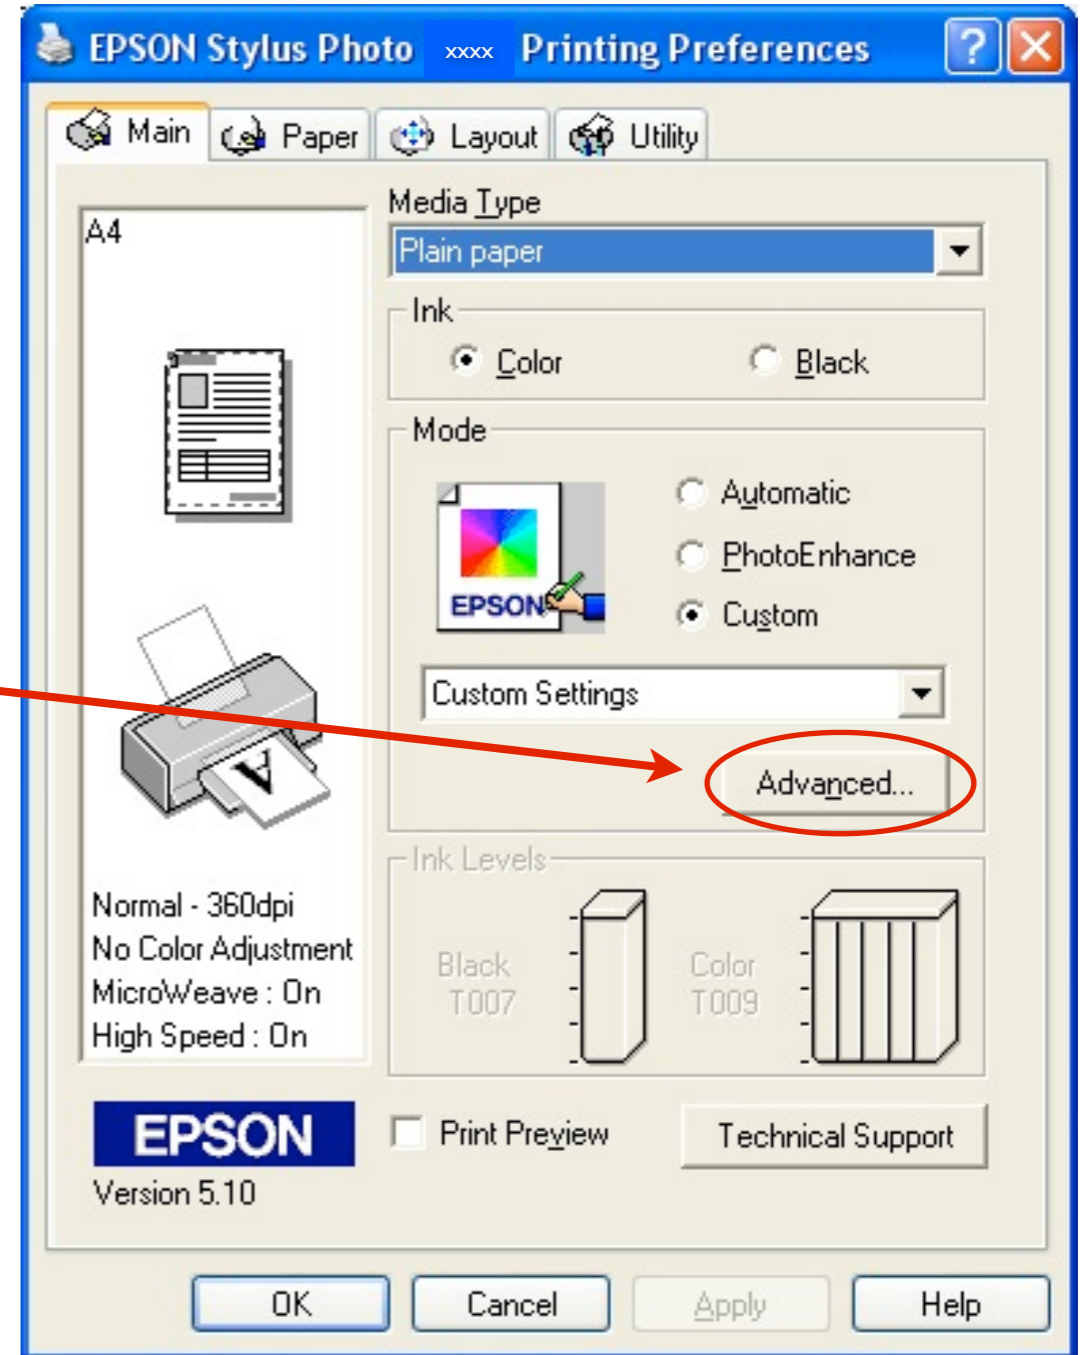 EPSON Stylus Photo xxxx Printing Preferences
Main Paper Layout Utility
A4
Media Type
Plain paper
Ink
Color Black
Mode
Automatic
PhotoEnhance
Custom
EPSON
Custom Settings
Advanced...
A
Normal - 360dpi
No Color Adjustment
MicroWeave : On
High Speed : On
Ink Levels
Black
T007
Color
T009
EPSON
Version 5.10
Print Preview
Technical Support
OK Cancel Apply Help